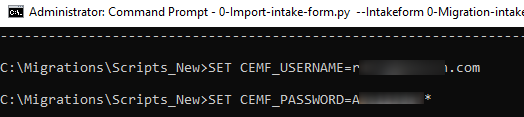 Administrator: Command Prompt - 0-Import-intake-form.py --Intakeform 0-Migration-intake
C:\Migrations\Scripts_New>SET CEMF_USERNAME=r .com
C:\Migrations\Scripts_New>SET CEMF_PASSWORD=A *